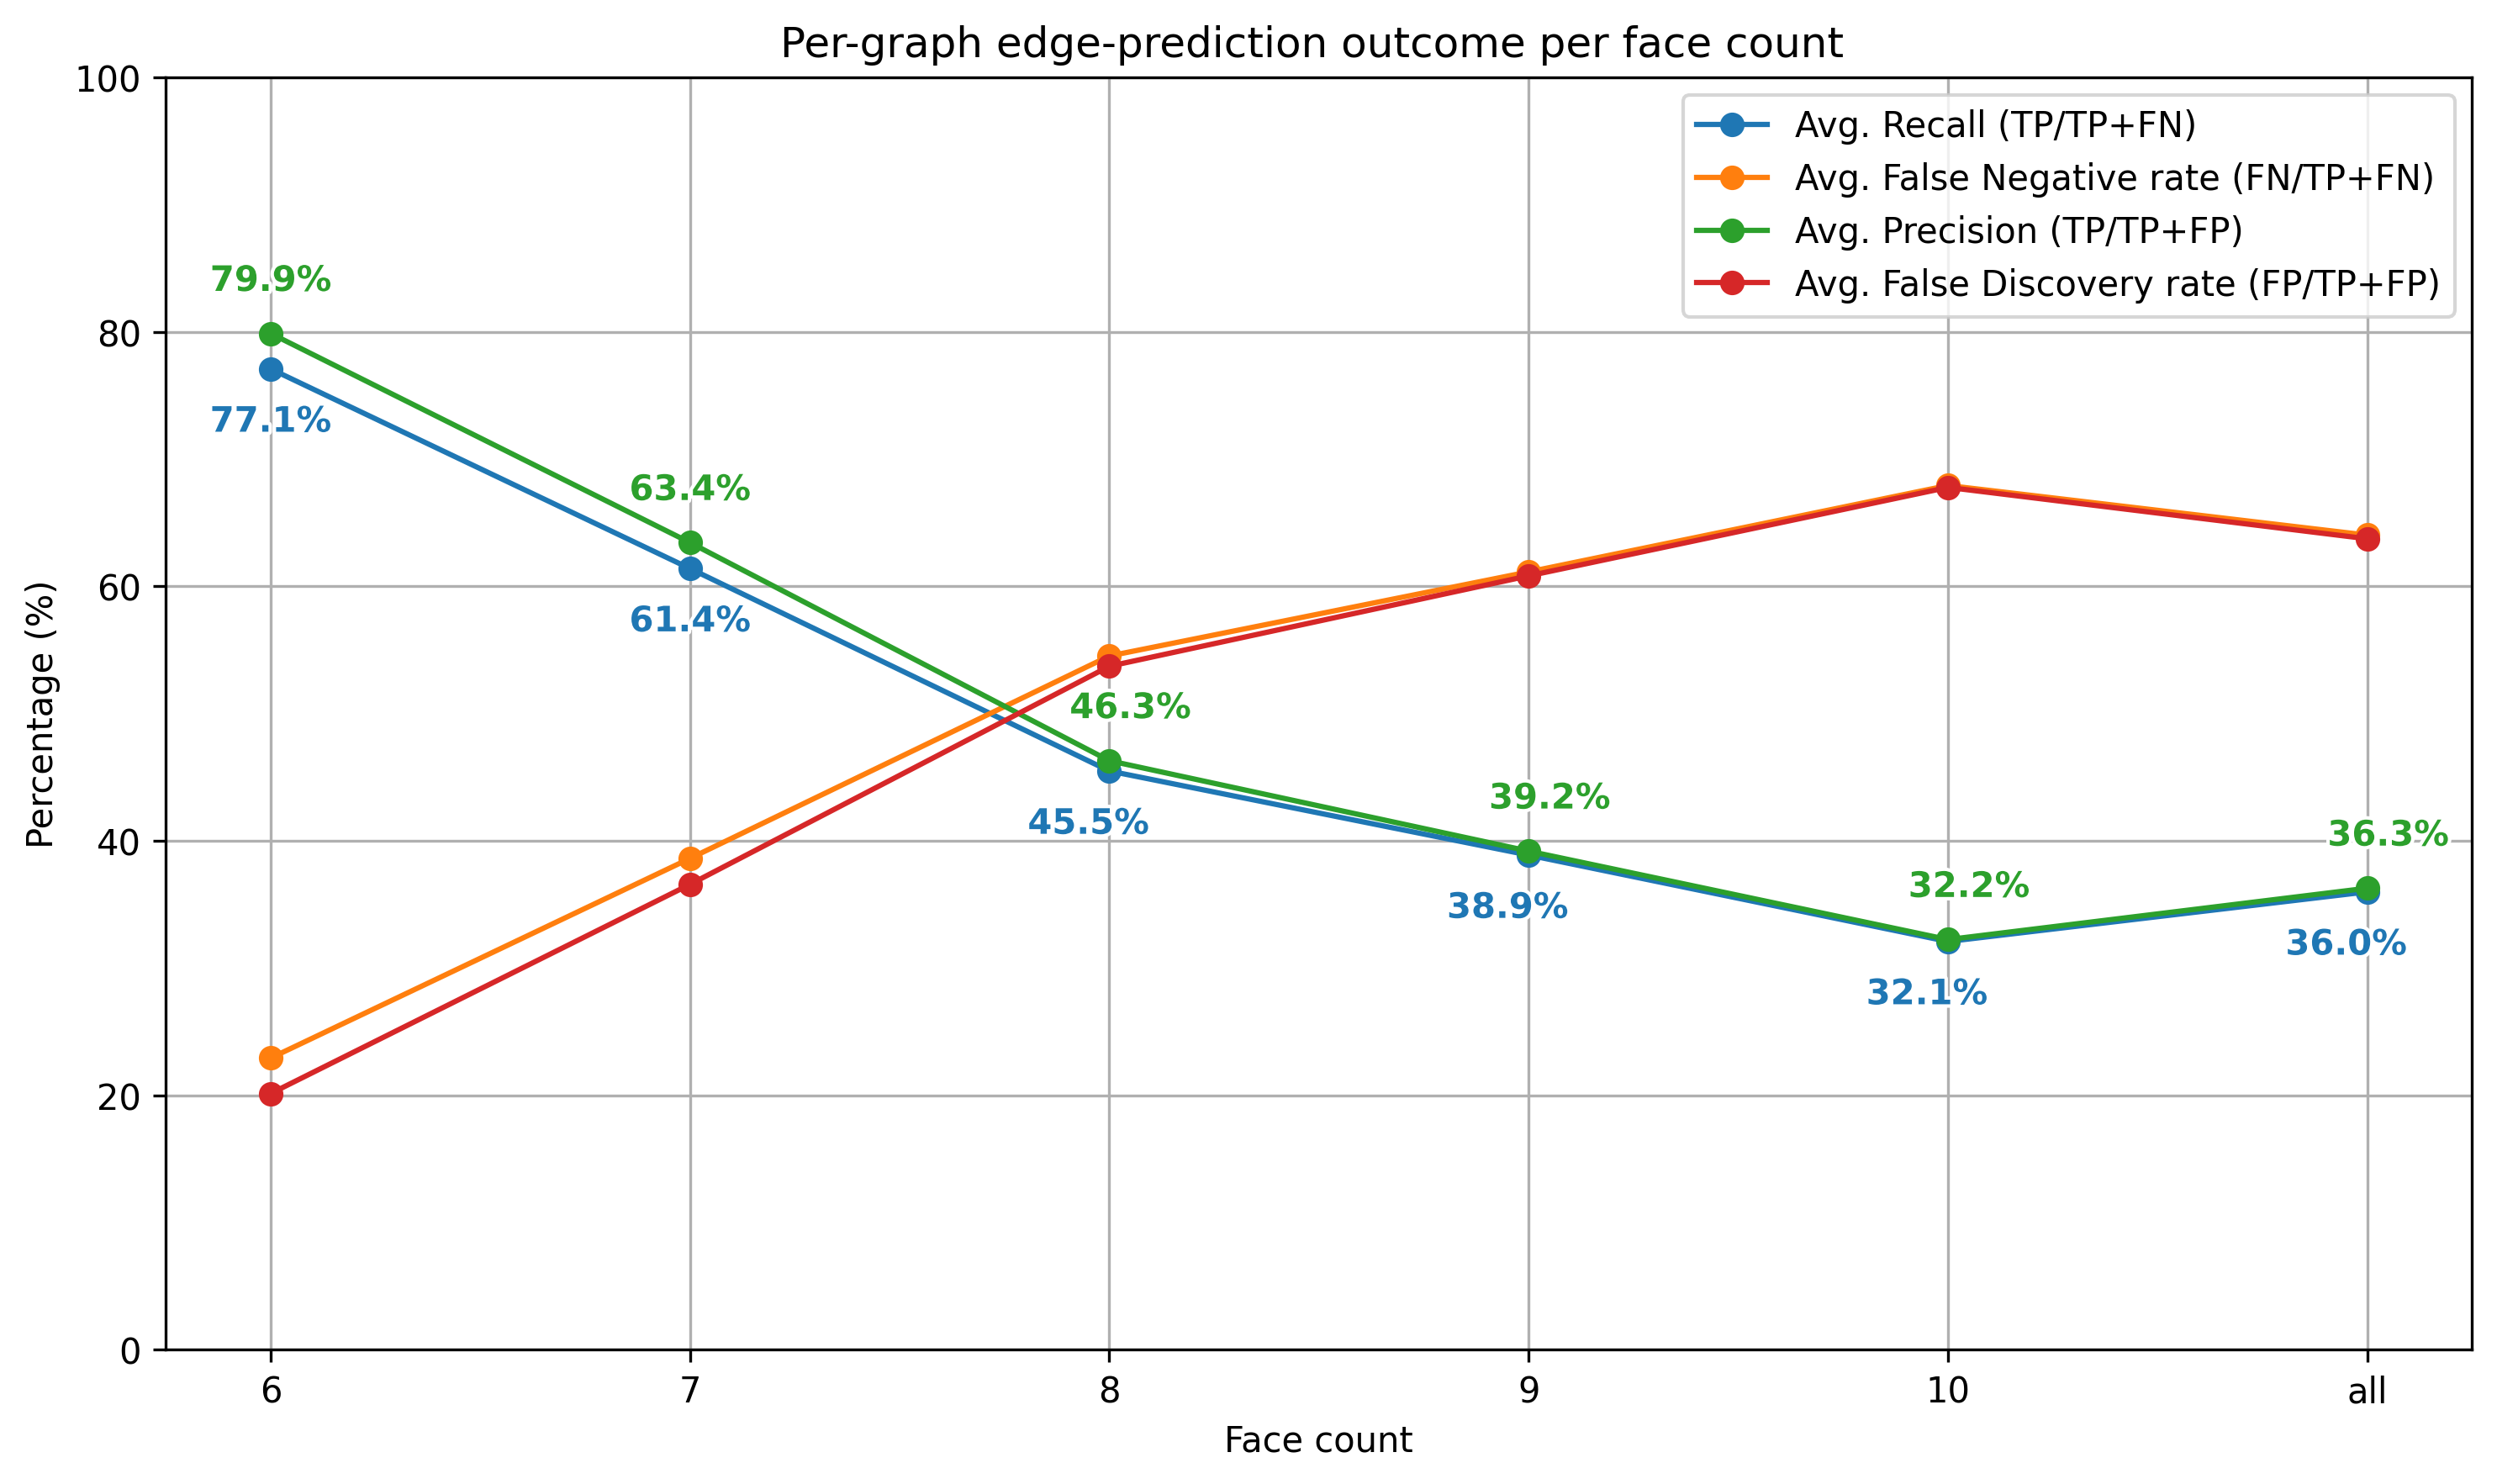 Per-graph edge-prediction outcome per face count
Avg. Recall (TP/TP+FN)
Avg. False Negative rate (FN/TP+FN)
Avg. Precision (TP/TP+FP)
Avg. False Discovery rate (FP/TP+FP)
Percentage (%)
100
80
60
40
20
0
79.9%
77.1%
63.4%
61.4%
46.3%
45.5%
39.2%
38.9%
32.2%
32.1%
36.3%
36.0%
6
7
8
9
10
all
Face count